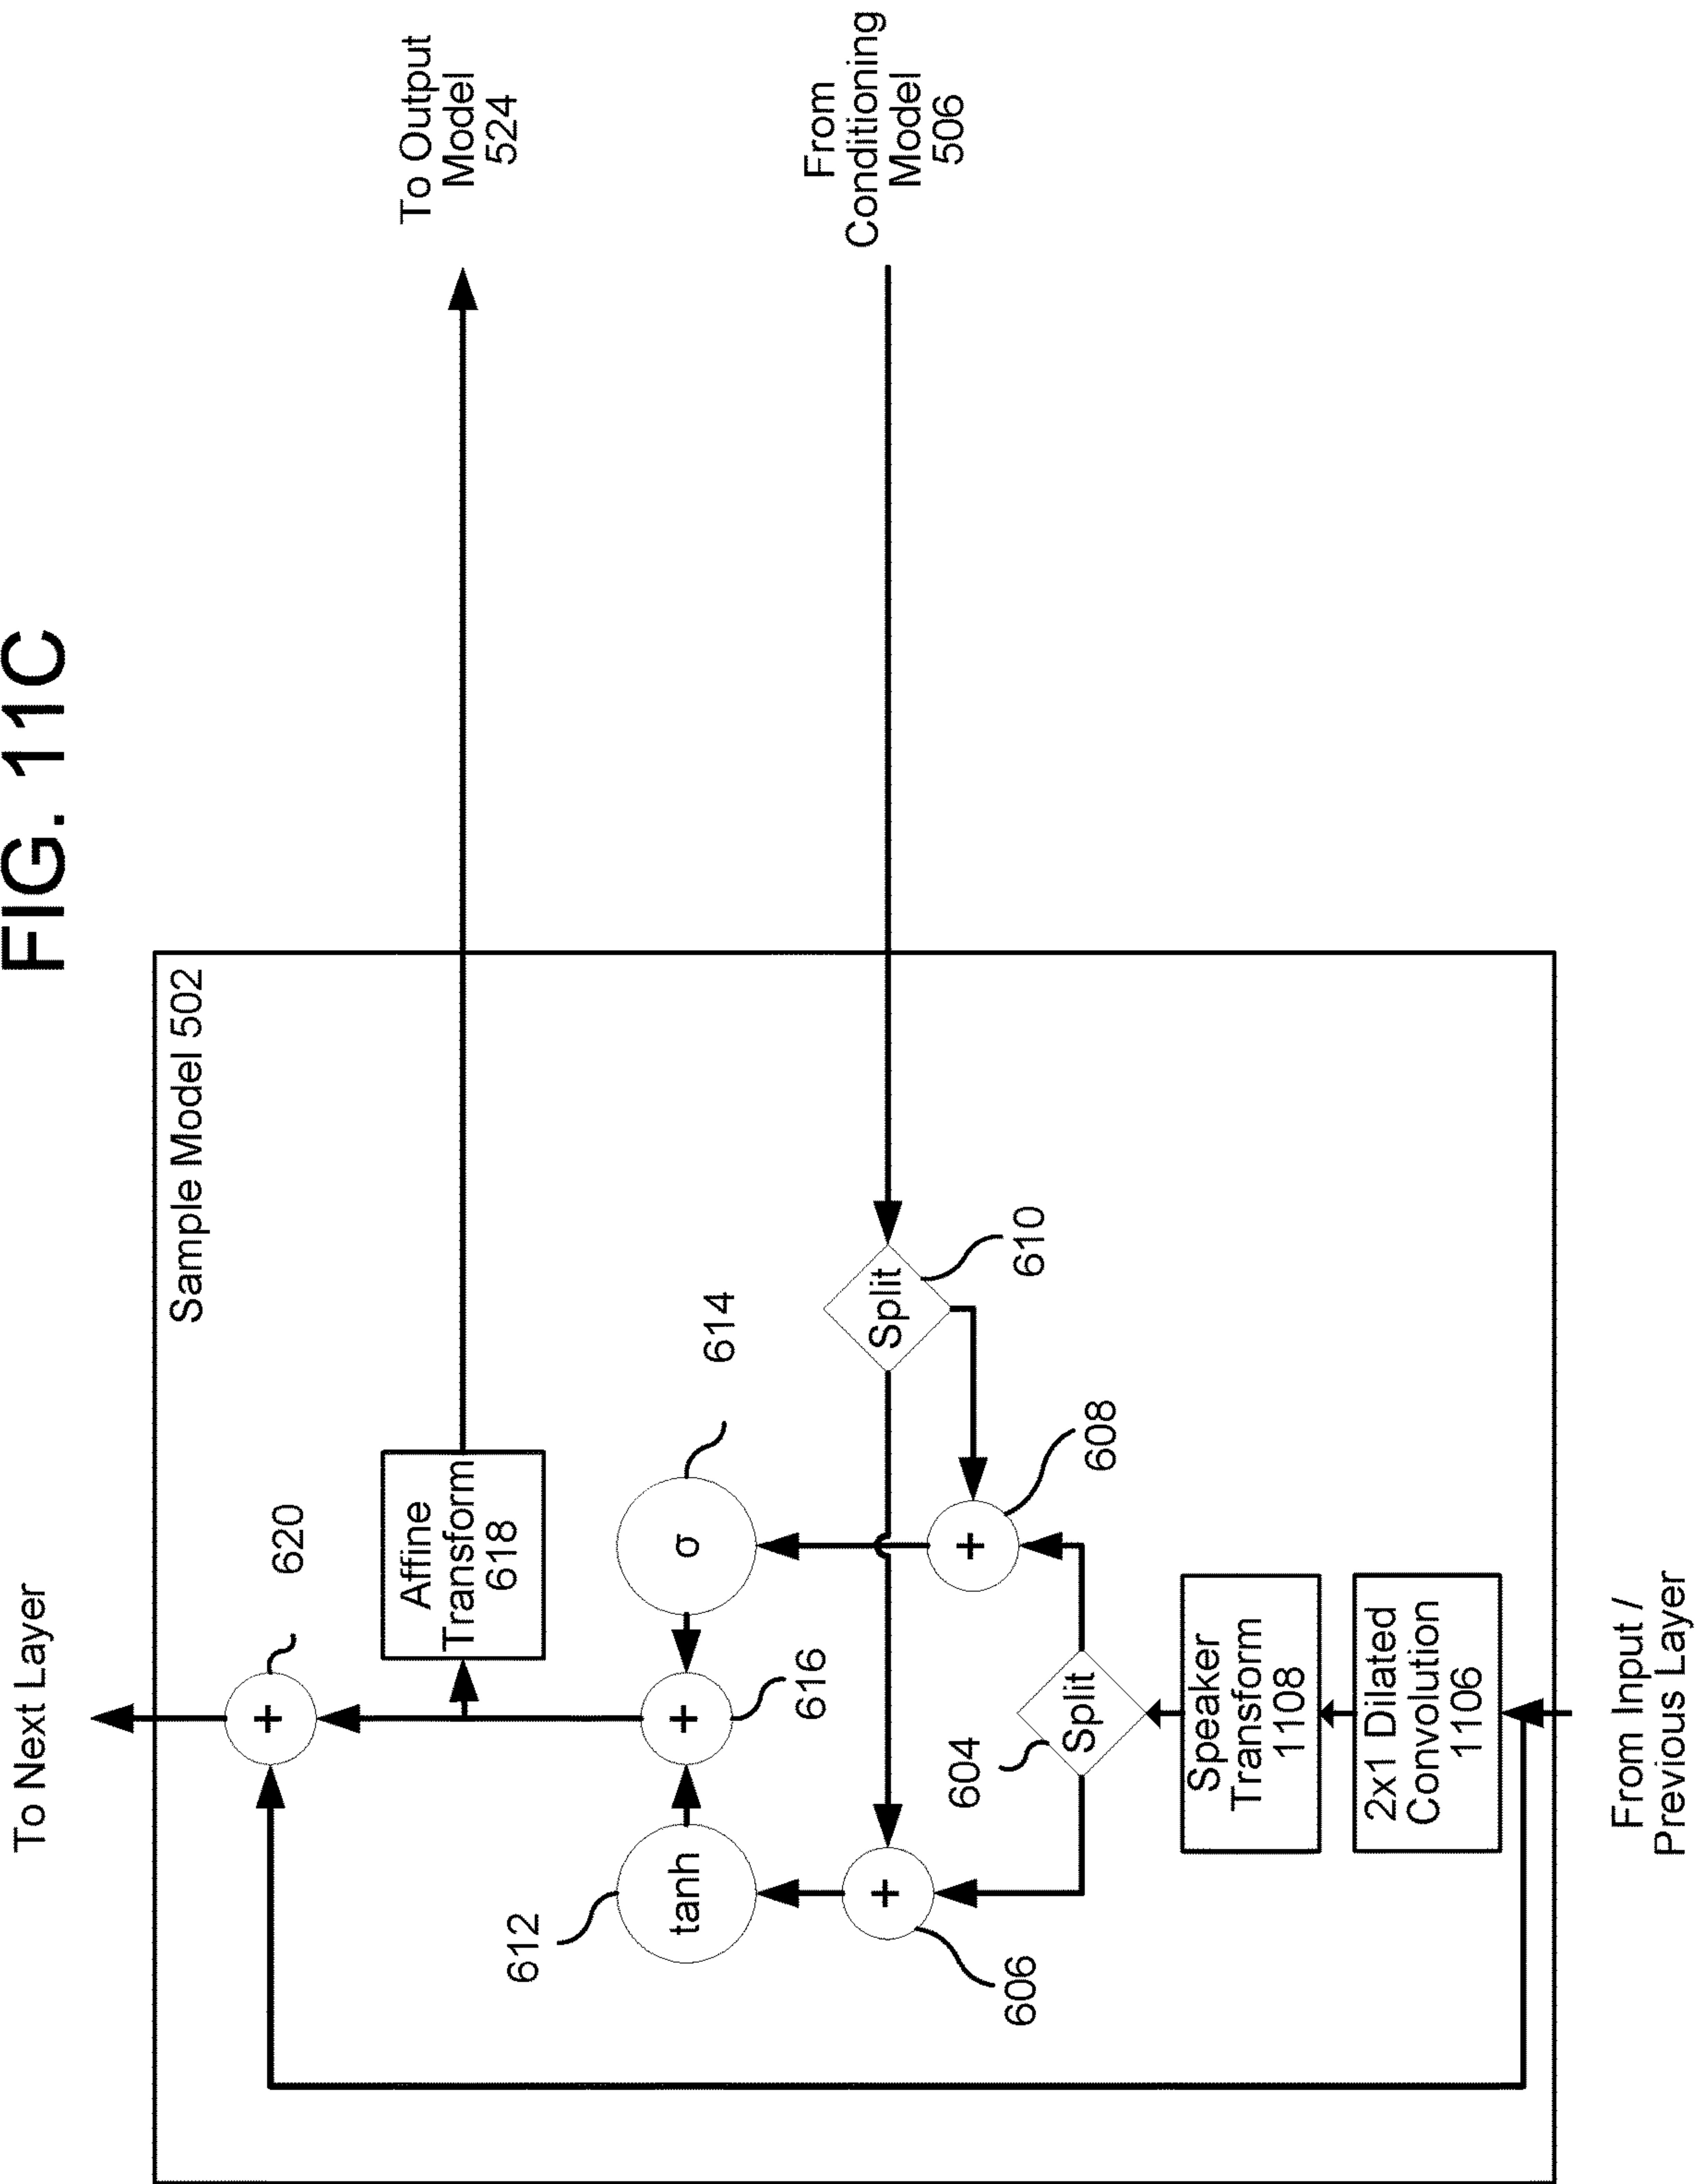 FIG. 11C
To Next Layer
Sample Model 502
620
Affine
Transform
618
To Output
Model
524
+
614
612
tanh
σ
+
616
From
Conditioning
Model
506
Split
610
+
606
+
608
604
Split
Speaker
Transform
1108
2x1 Dilated
Convolution
1106
From Input /
Previous Layer